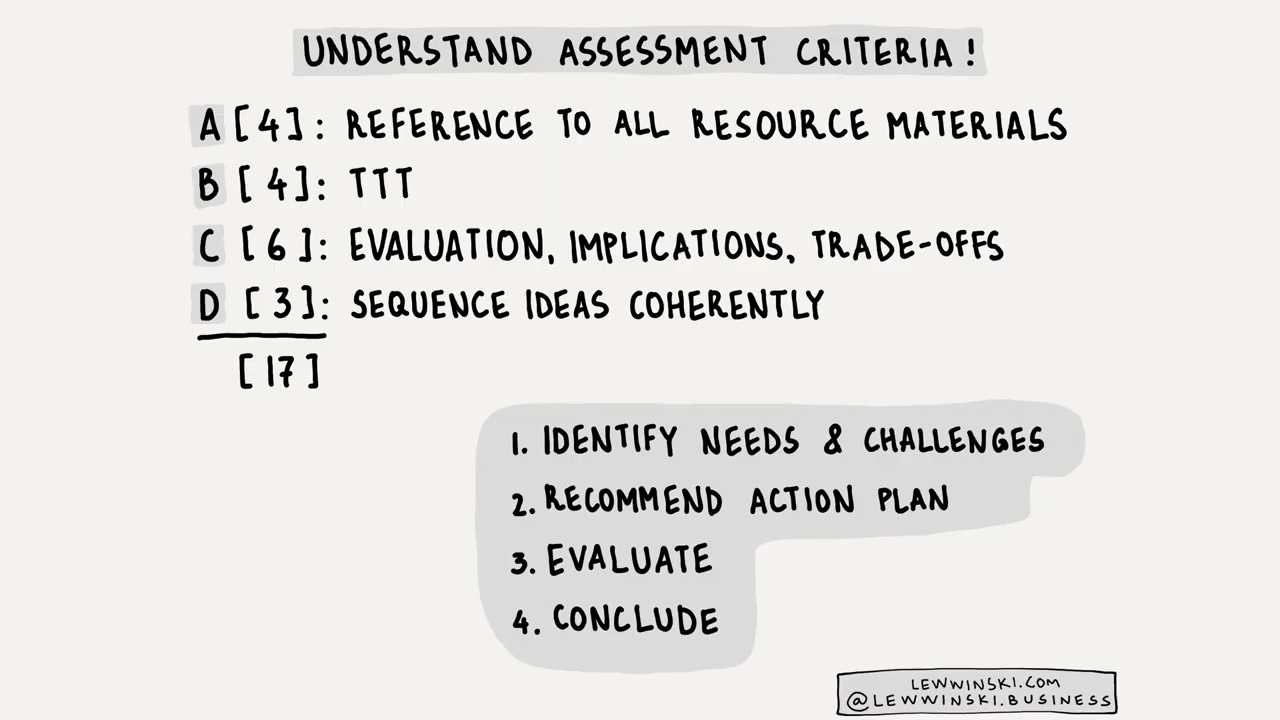 UNDERSTAND ASSESSMENT CRITERIA!
A [4]: REFERENCE TO ALL RESOURCE MATERIALS
B [4]: TTT
C [6]: EVALUATION, IMPLICATIONS, TRADE-OFFS
D [3]: SEQUENCE IDEAS COHERENTLY
[17]
1. IDENTIFY NEEDS & CHALLENGES
2. RECOMMEND ACTION PLAN
3. EVALUATE
4. CONCLUDE
LEWWINSKI.COM
@LEWWINSKI.BUSINESS